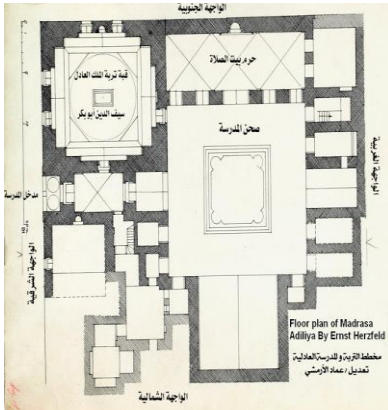 الواجهة الجنوبية
قبة تربة الملك العادل
سيف الدين أبو بكر
حرم بيت الصلاة
صحن المدرسة
مدخل المدرسة
الواجهة الغربية
الواجهة الشرقية
الواجهة الشمالية
Floor plan of Madrasa
Adiliya By Ernst Herzfeld
مخطط التربة و المدرسة العادلية
تعديل / عماد الأرمشي